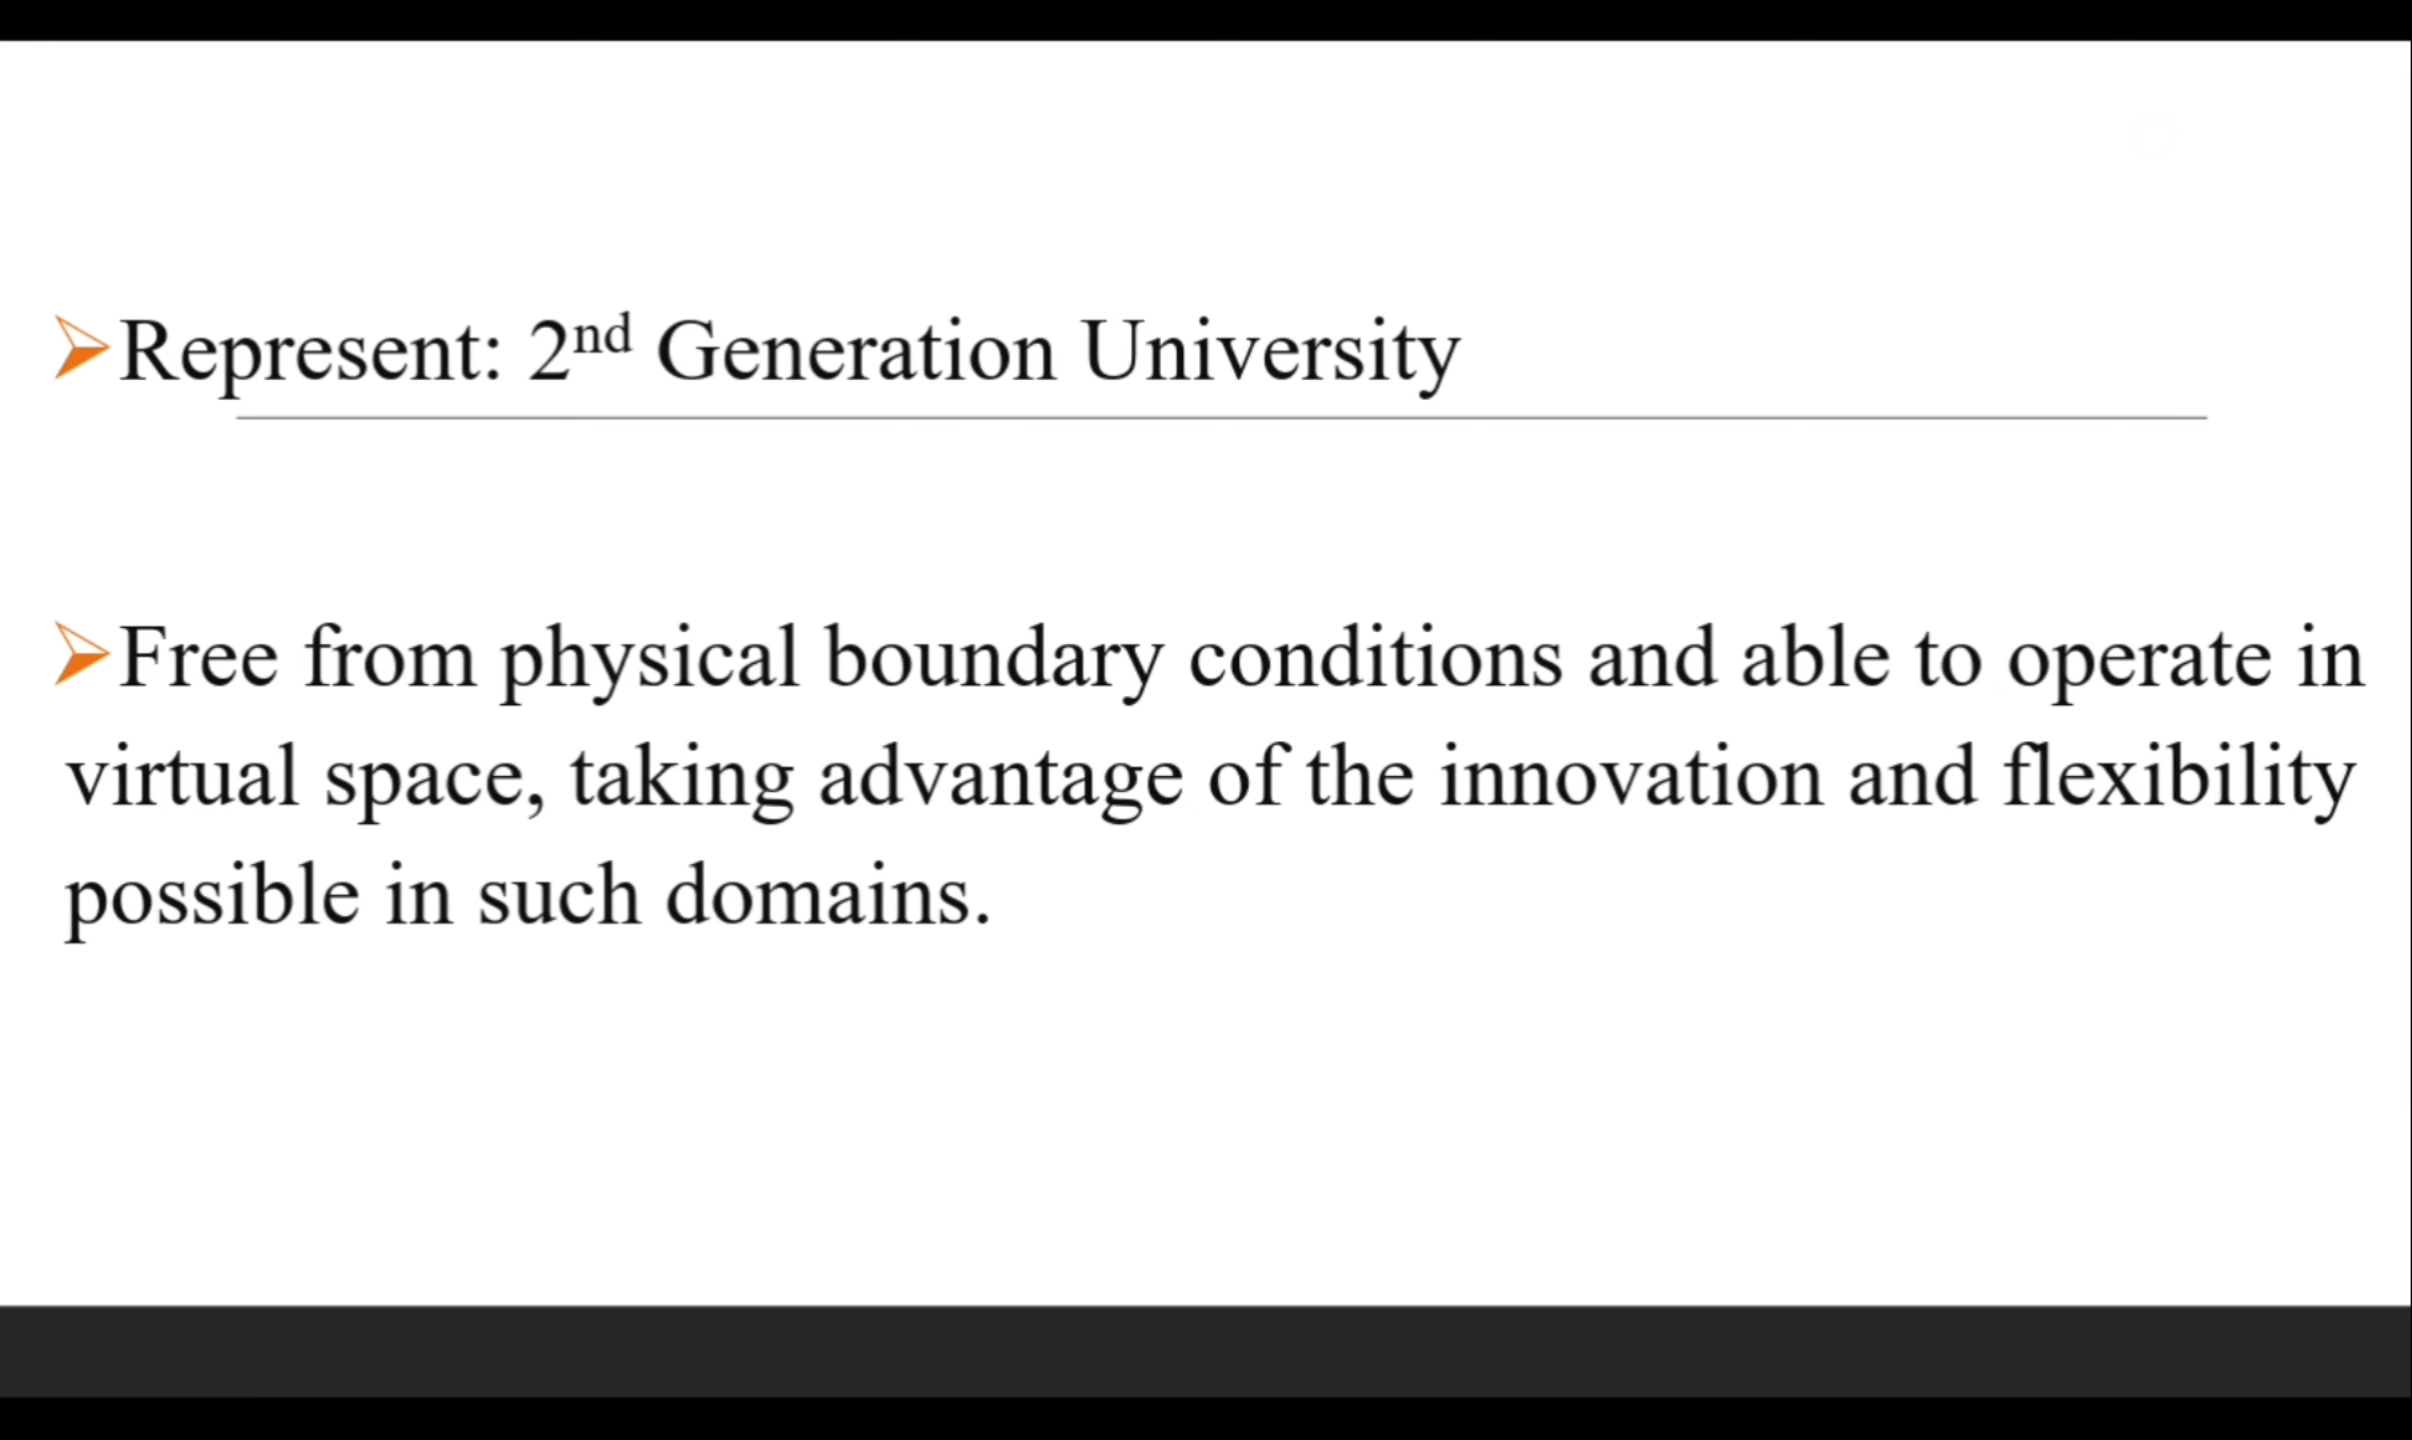 Represent: 2nd Generation University
Free from physical boundary conditions and able to operate in
virtual space, taking advantage of the innovation and flexibility
possible in such domains.